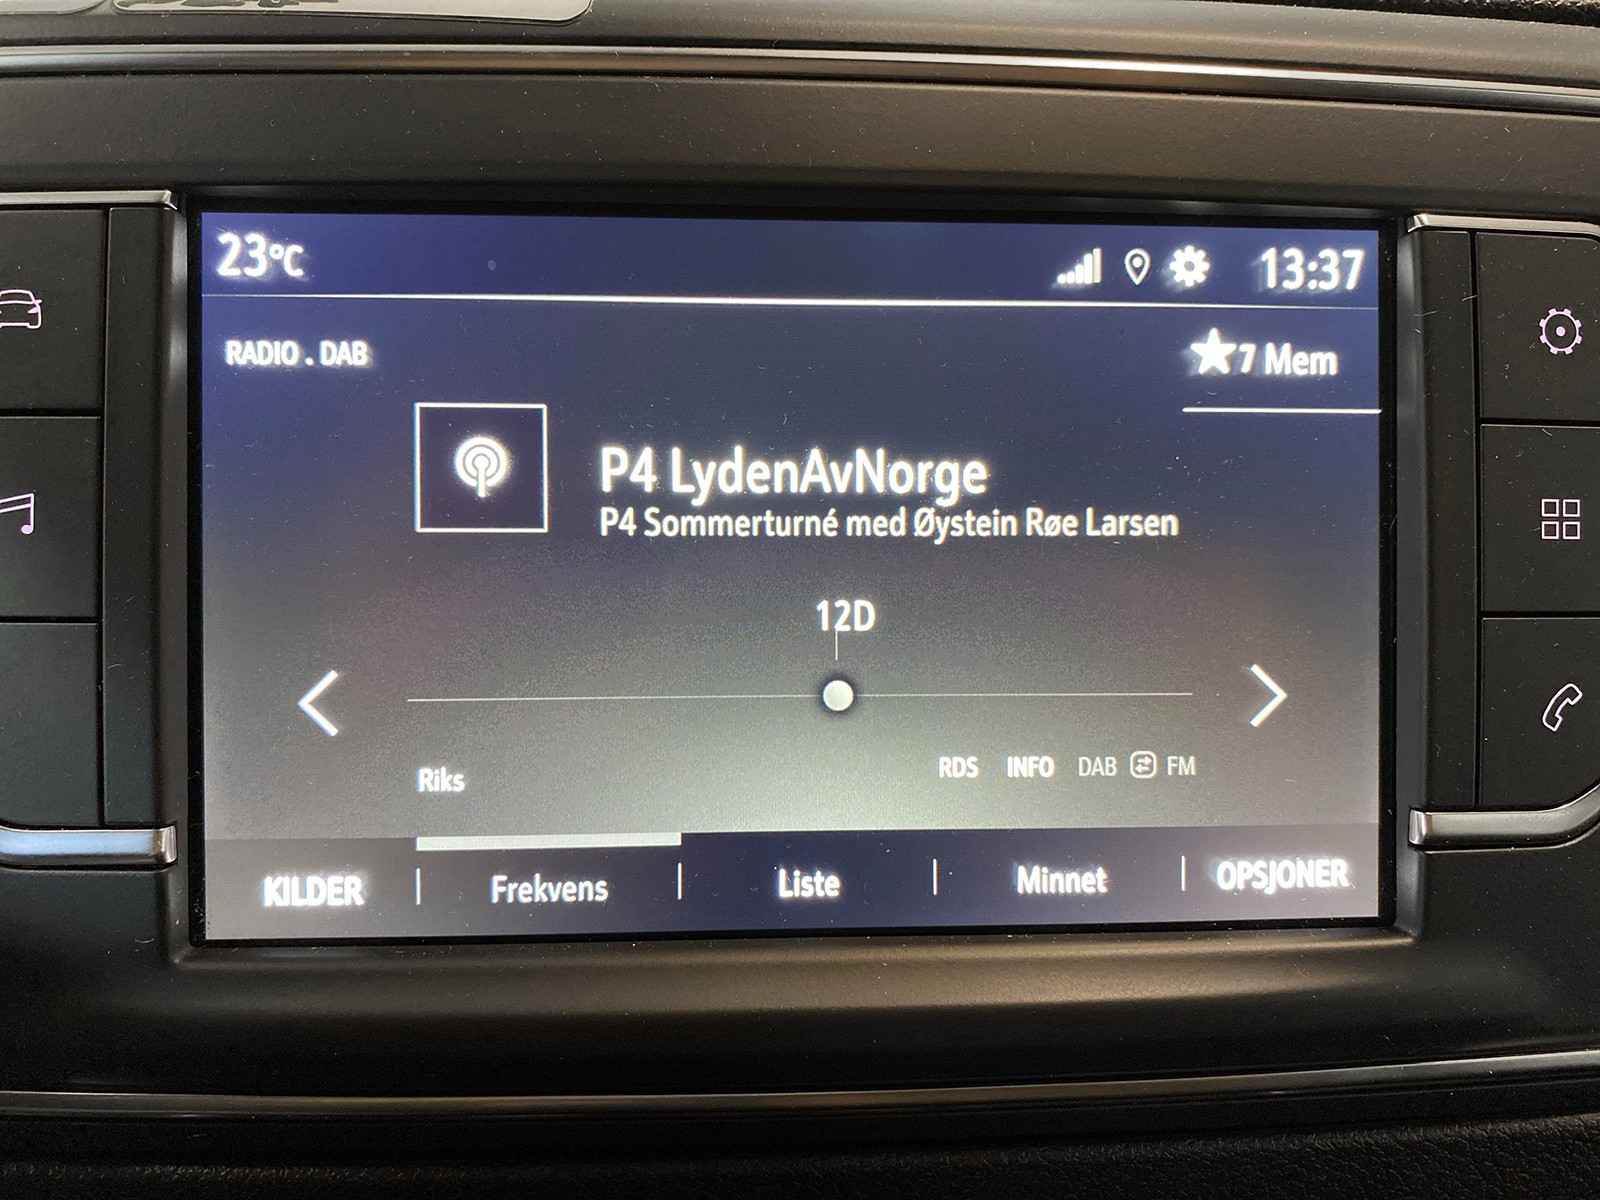 23°C
13:37
RADIO . DAB
7 Mem
P4 LydenAvNorge
P4 Sommerturné med Øystein Røe Larsen
12D
RDS INFO DAB FM
Riks
KILDER
Frekvens
Liste
Minnet
OPSJONER